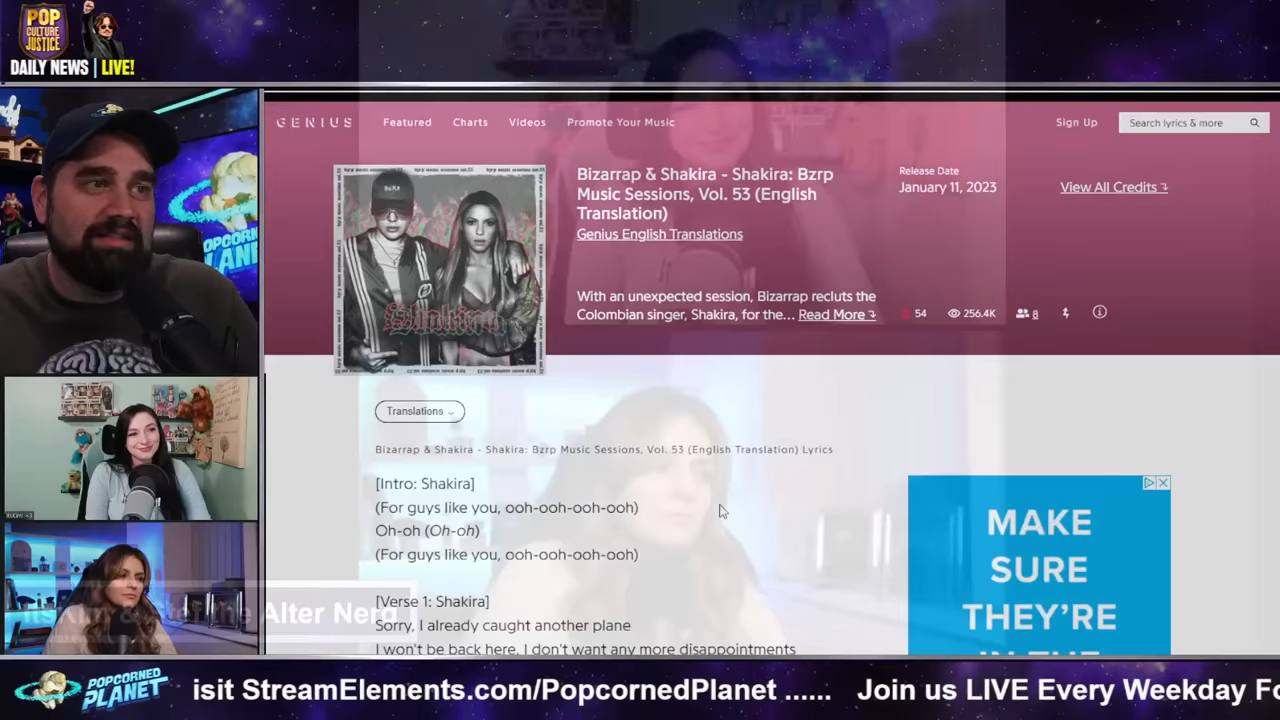 POP
CULTURE
JUSTICE
DAILY NEWS | LIVE!
GENIUS
Featured
Charts
Videos
Promote Your Music
Sign Up
Search lyrics & more
Bizarrap & Shakira - Shakira: Bzrp
Music Sessions, Vol. 53 (English
Translation)
Genius English Translations
Release Date
January 11, 2023
View All Credits
With an unexpected session, Bizarrap recluts the
Colombian singer, Shakira, for the... Read More
54
256.4K
8
Shakira
POPCORNED
PLANET
Translations
Bizarrap & Shakira - Shakira: Bzrp Music Sessions, Vol. 53 (English Translation) Lyrics
[Intro: Shakira]
(For guys like you, ooh-ooh-ooh-ooh)
Oh-oh (Oh-oh)
(For guys like you, ooh-ooh-ooh-ooh)
[Verse 1: Shakira]
Sorry, I already caught another plane
I won't be back here, I don't want any more disappointments
MAKE
SURE
THEY'RE
IN THE
Alter Nerd
POPCORNED
PLANET
isit StreamElements.com/PopcornedPlanet ...... Join us LIVE Every Weekday Fo